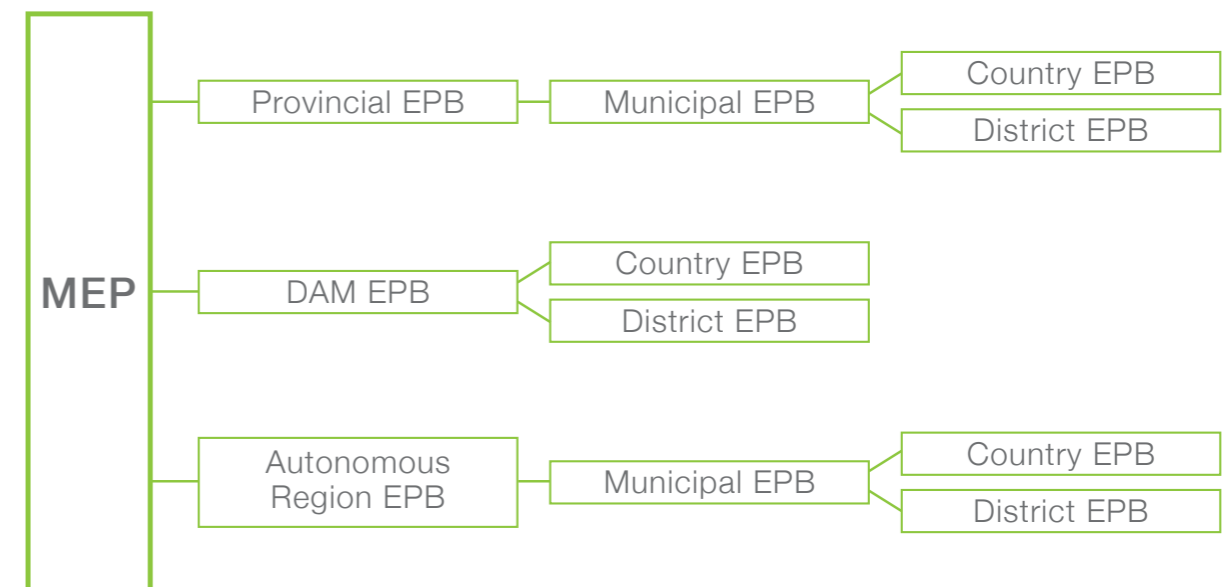 MEP
Provincial EPB
Municipal EPB
Country EPB
District EPB
DAM EPB
Country EPB
District EPB
Autonomous
Region EPB
Municipal EPB
Country EPB
District EPB